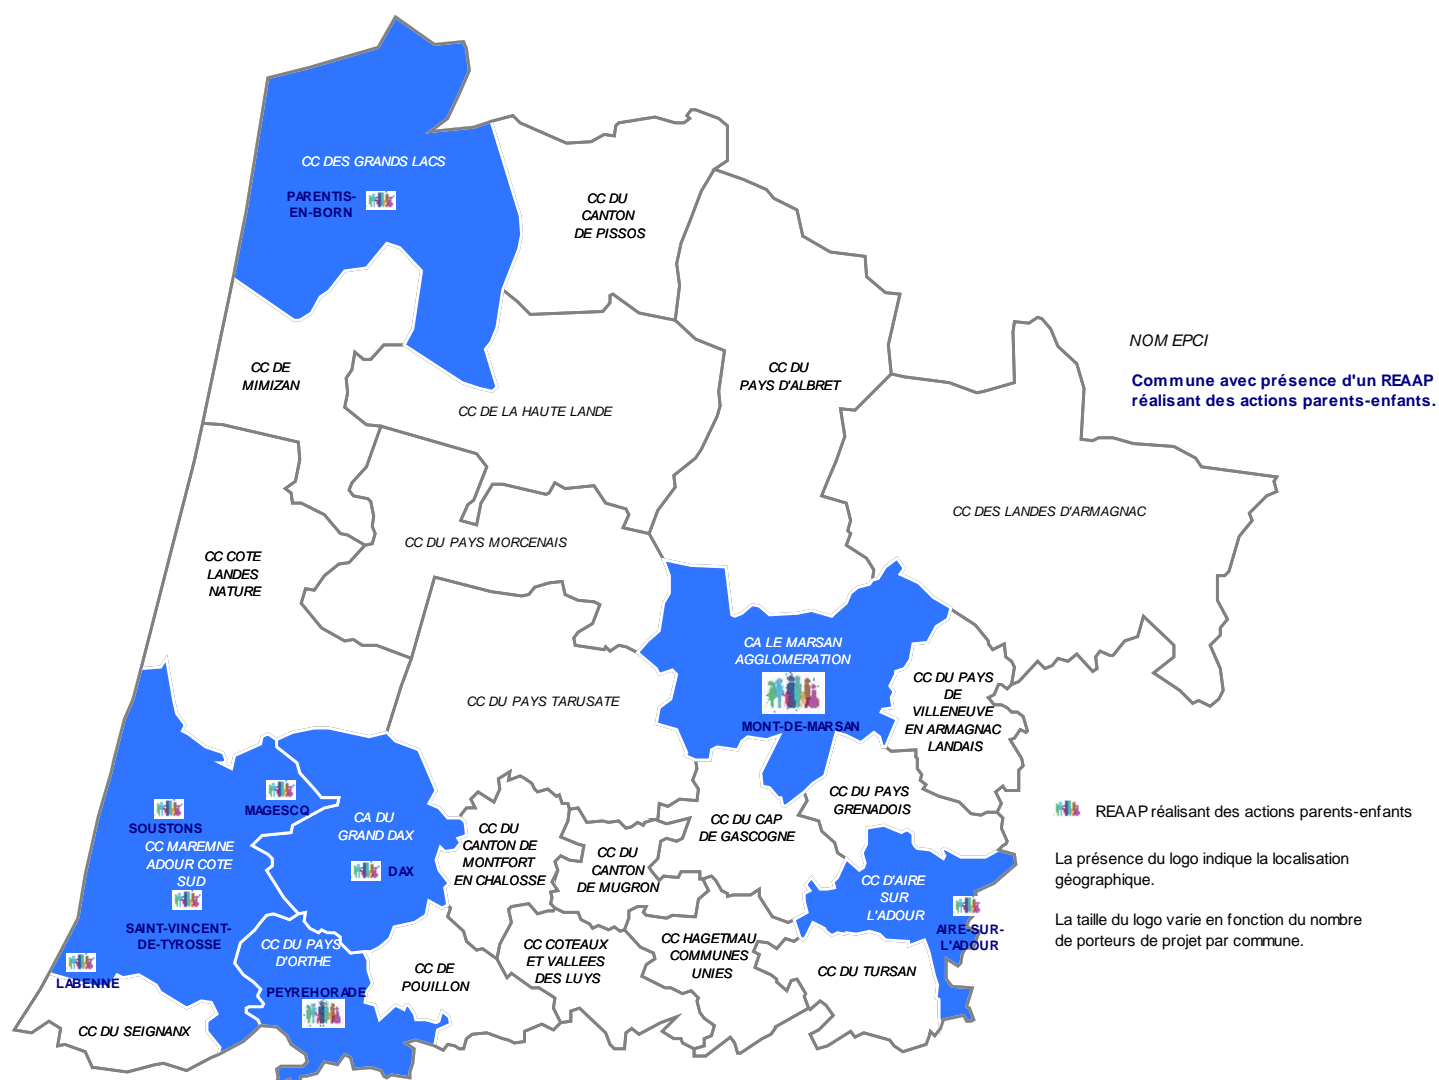 CC DES GRANDS LACS
PARENTIS-
EN-BORN
CC DU
CANTON
DE PISSOS
CC DE
MIMIZAN
CC DE LA HAUTE LANDE
CC DU
PAYS D'ALBRET
NOM EPCI
Commune avec présence d'un REAAP
réalisant des actions parents-enfants.
CC DES LANDES D'ARMAGNAC
CC DU PAYS MORCENAIS
CC COTE
LANDES
NATURE
CA LE MARSAN
AGGLOMERATION
MONT-DE-MARSAN
CC DU PAYS
DE
VILLENEUVE
EN ARMAGNAC
LANDAIS
CC DU PAYS TARUSATE
MAGESCQ
SOUSTONS
CC MAREMNE
ADOUR COTE
SUD
SAINT-VINCENT-
DE-TYROSSE
LABENNE
CA DU
GRAND DAX
DAX
CC DU
CANTON DE
MONTFORT
EN CHALOSSE
CC DU
CANTON
DE MUGRON
CC DU CAP
DE GASCOGNE
CC DU PAYS
GRENADOIS
REAAP réalisant des actions parents-enfants
La présence du logo indique la localisation
géographique.
La taille du logo varie en fonction du nombre
de porteurs de projet par commune.
CC D'AIRE
SUR
L'ADOUR
AIRE-SUR-
L'ADOUR
CC DU PAYS
D'ORTHE
PEYREHORADE
CC DE
POUILLON
CC COTEAUX
ET VALLEES
DES LUYS
CC HAGETMAU
COMMUNES
UNIES
CC DU TURSAN
CC DU SEIGNANX